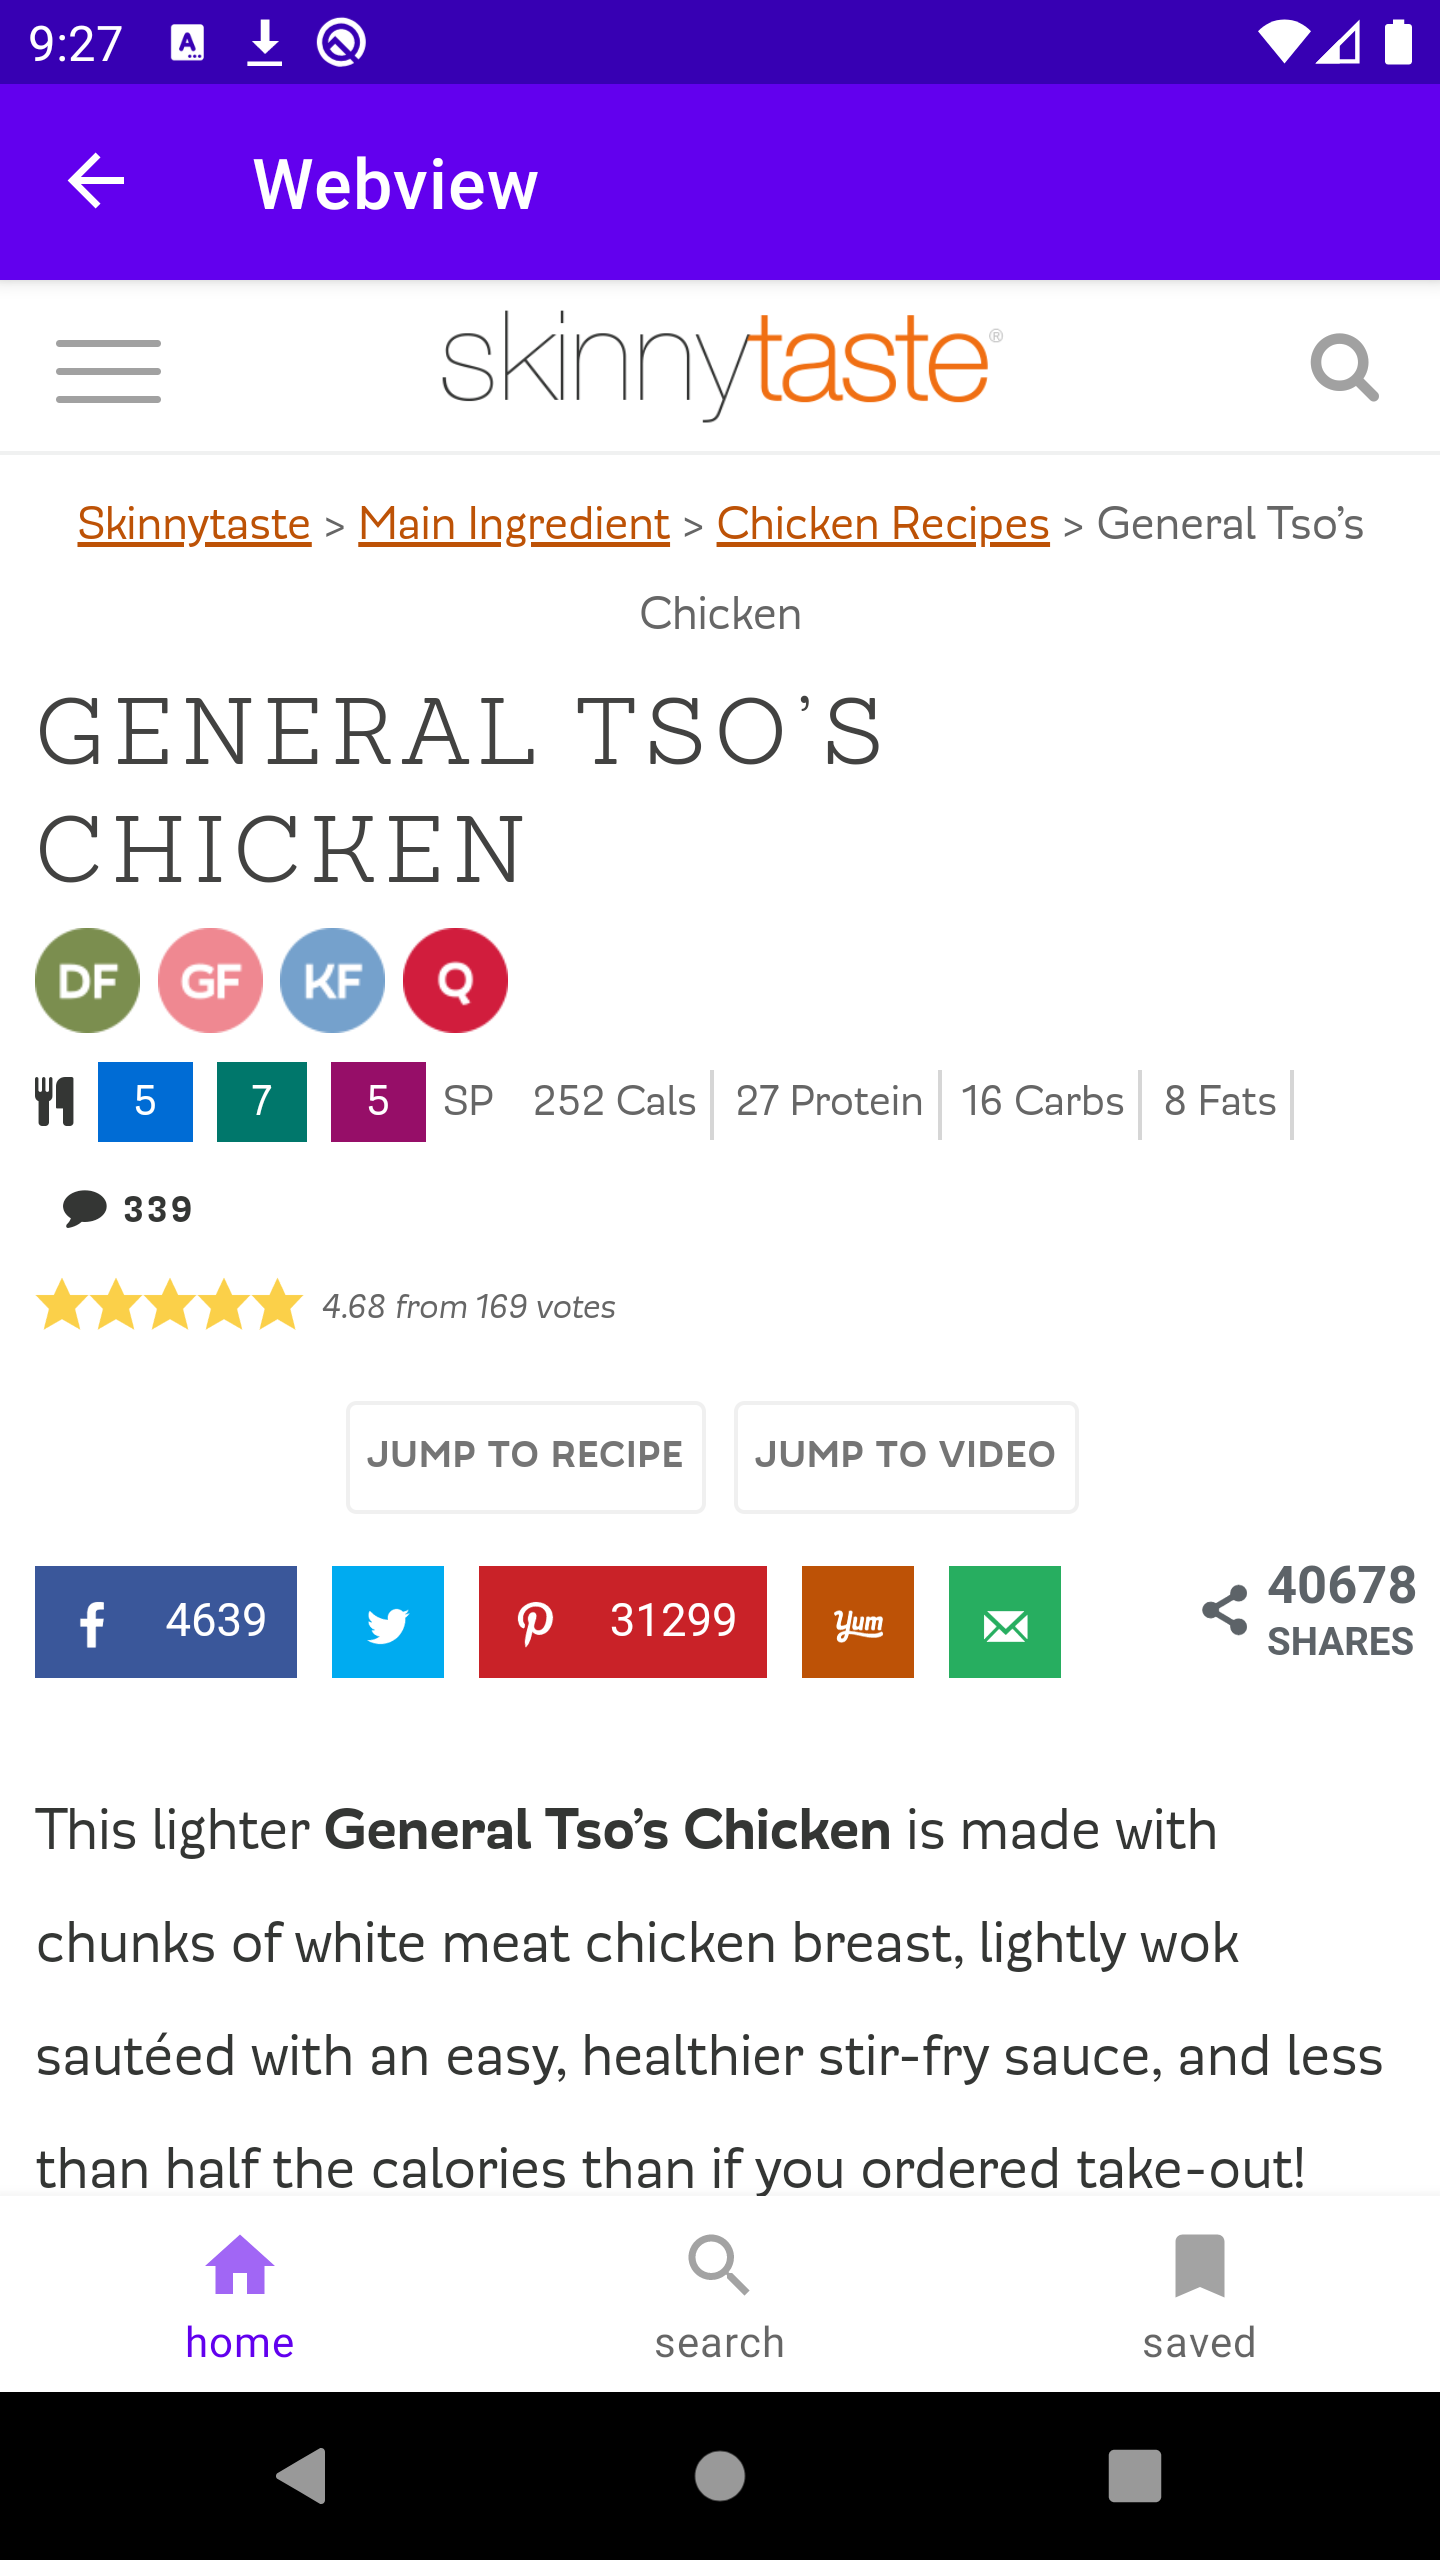 9:27
Webview
skinnytaste®
Skinnytaste > Main Ingredient > Chicken Recipes > General Tso’s
Chicken
GENERAL TSO’S
CHICKEN
DF GF KF Q
5 7 5 SP 252 Cals 27 Protein 16 Carbs 8 Fats
339
4.68 from 169 votes
JUMP TO RECIPE JUMP TO VIDEO
4639 31299 Yum 40678
SHARES
This lighter General Tso’s Chicken is made with
chunks of white meat chicken breast, lightly wok
sautéed with an easy, healthier stir-fry sauce, and less
than half the calories than if you ordered take-out!
home search saved